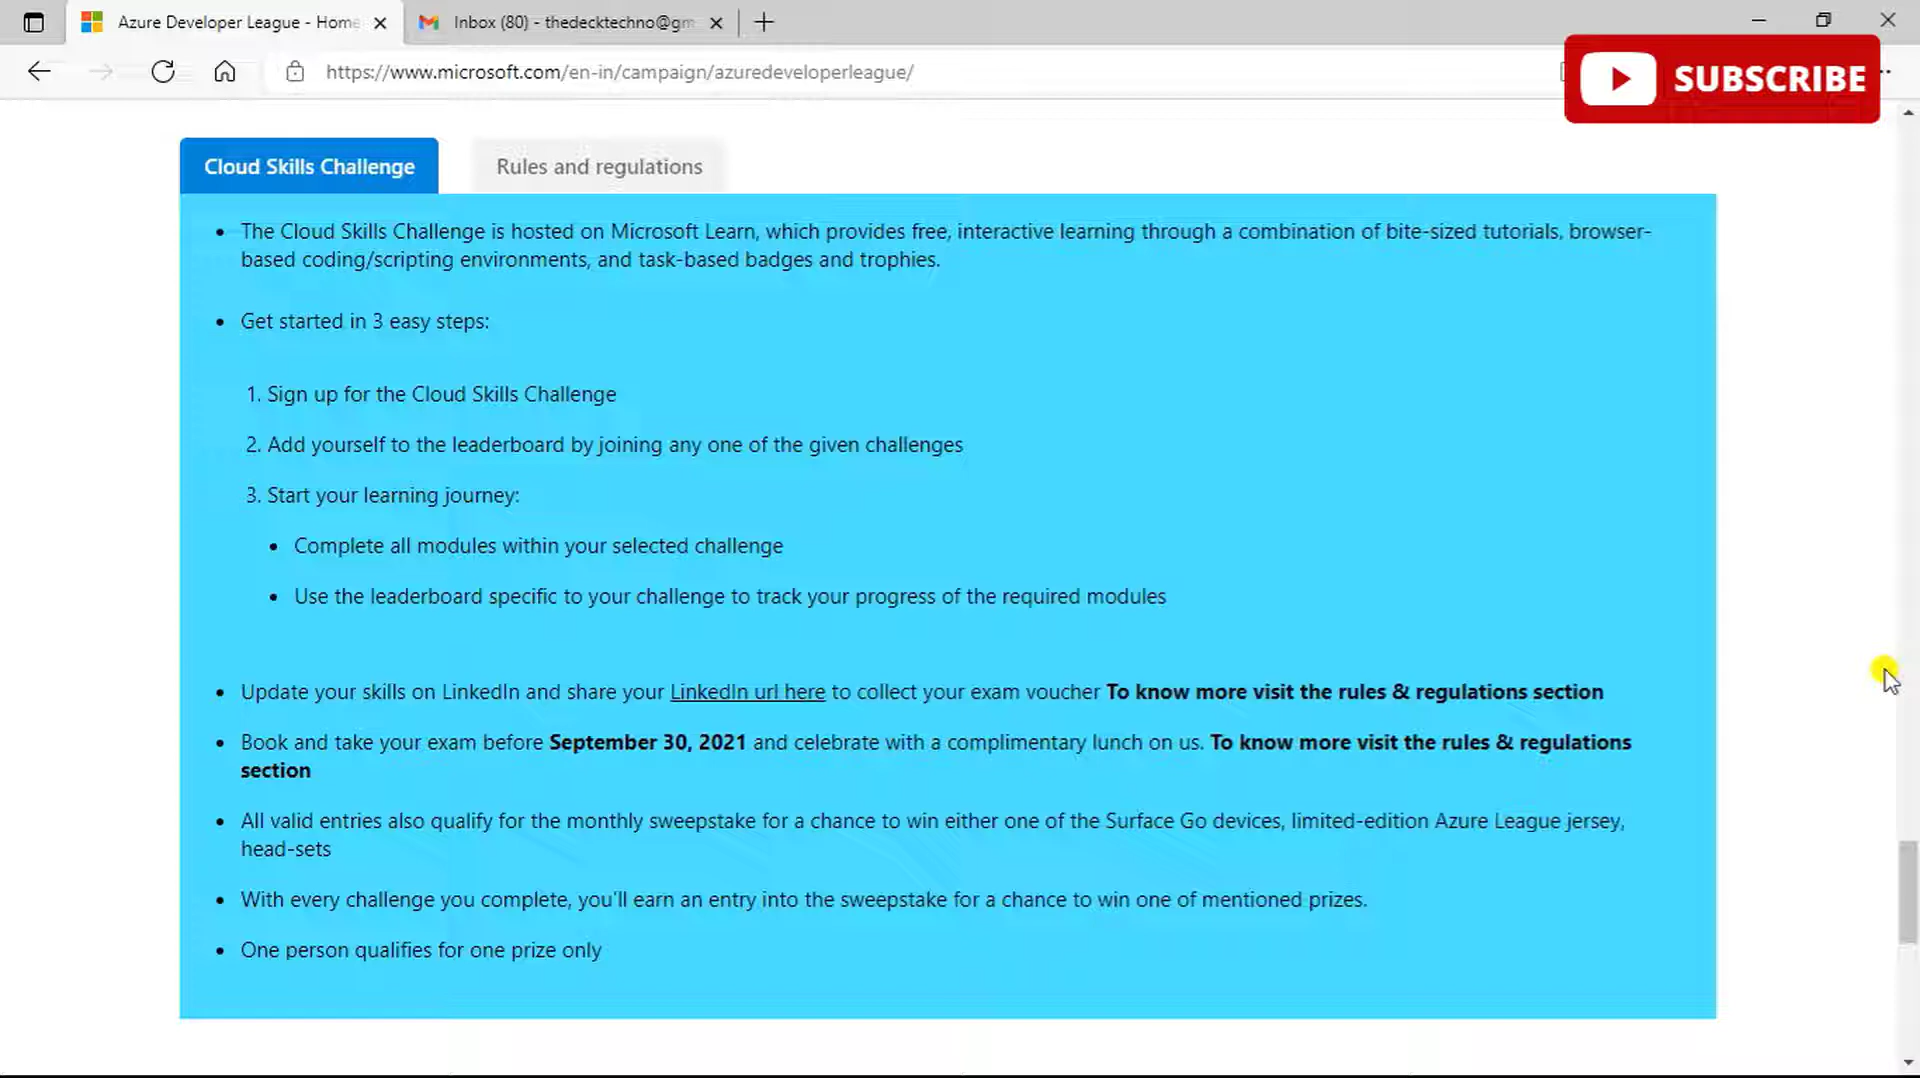 Azure Developer League - Home
Inbox (80) - thedecktechno@gm
https://www.microsoft.com/en-in/campaign/azuredeveloperleague/
SUBSCRIBE
Cloud Skills Challenge
Rules and regulations
• The Cloud Skills Challenge is hosted on Microsoft Learn, which provides free, interactive learning through a combination of bite-sized tutorials, browser-
based coding/scripting environments, and task-based badges and trophies.
• Get started in 3 easy steps:
1. Sign up for the Cloud Skills Challenge
2. Add yourself to the leaderboard by joining any one of the given challenges
3. Start your learning journey:
• Complete all modules within your selected challenge
• Use the leaderboard specific to your challenge to track your progress of the required modules
• Update your skills on LinkedIn and share your LinkedIn url here to collect your exam voucher To know more visit the rules & regulations section
• Book and take your exam before September 30, 2021 and celebrate with a complimentary lunch on us. To know more visit the rules & regulations
section
• All valid entries also qualify for the monthly sweepstake for a chance to win either one of the Surface Go devices, limited-edition Azure League jersey,
head-sets
• With every challenge you complete, you'll earn an entry into the sweepstake for a chance to win one of mentioned prizes.
• One person qualifies for one prize only